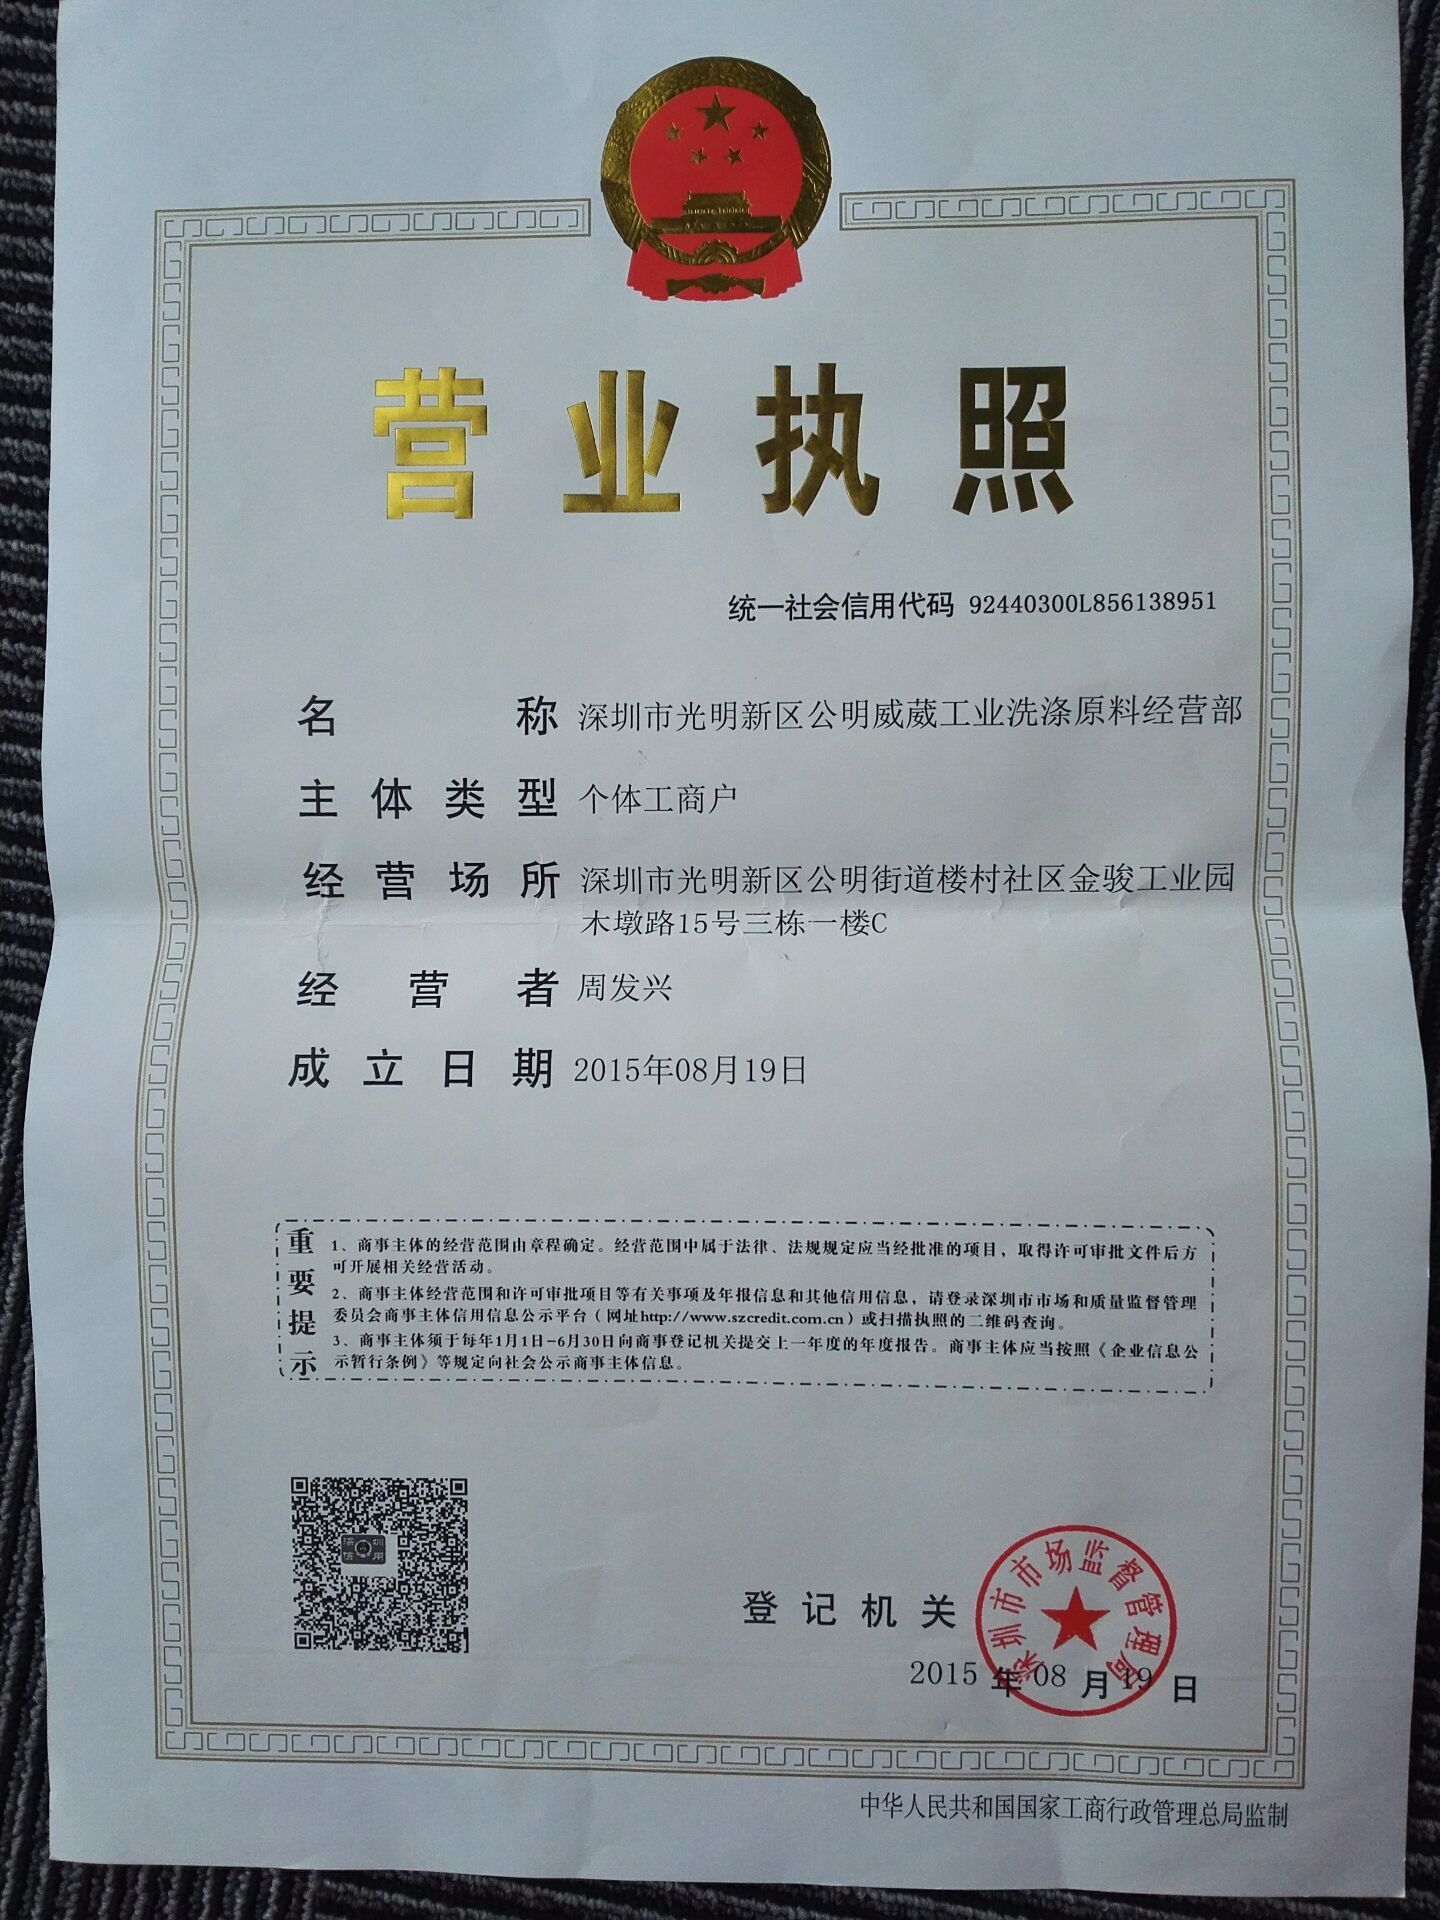 营业执照
统一社会信用代码 92440300L856138951
名称 深圳市光明新区公明威葳工业洗涤原料经营部
主体类型 个体工商户
经营场所 深圳市光明新区公明街道楼村社区金骏工业园
木墩路15号三栋一楼C
经营者 周发兴
成立日期 2015年08月19日
重要提示
1、商事主体的经营范围由章程确定。经营范围中属于法律、法规规定应当经批准的项目，取得许可审批文件后方
可开展相关经营活动。
2、商事主体经营范围和许可审批项目等有关事项及年报信息和其他信用信息，请登录深圳市市场和质量监督管理
委员会商事主体信用信息公示平台（网址http://www.szcredit.com.cn）或扫描执照的二维码查询。
3、商事主体须于每年1月1日-6月30日向商事登记机关提交上一年度的年度报告。商事主体应当按照《企业信息公
示暂行条例》等规定向社会公示商事主体信息。
深圳
信用
登记机关
深圳市市场监督管理局
2015年08月19日
中华人民共和国国家工商行政管理总局监制